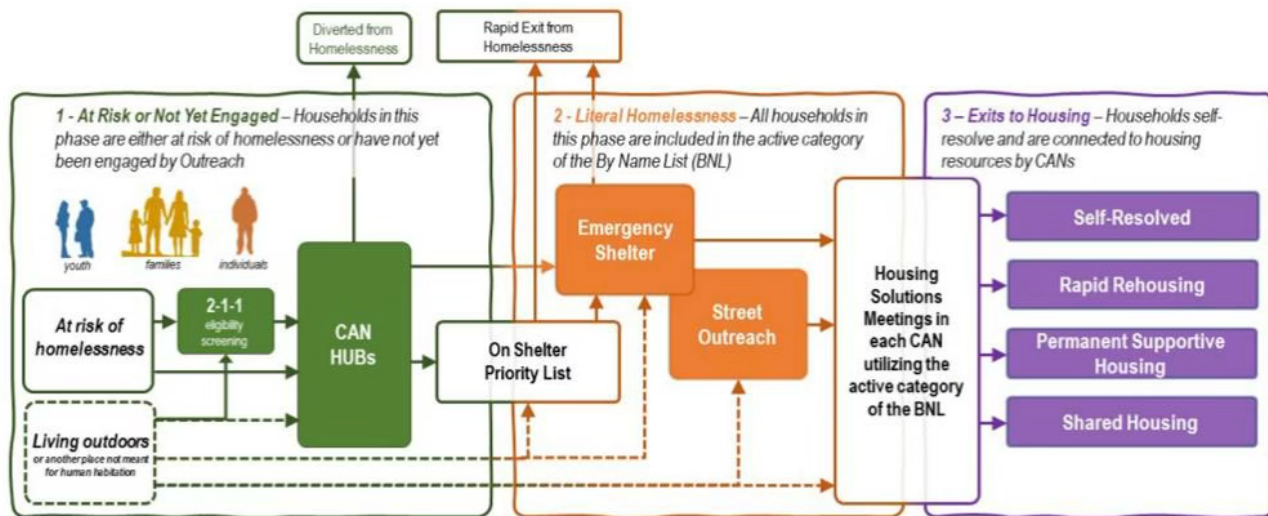 Diverted from
Homelessness
Rapid Exit from
Homelessness
1 - At Risk or Not Yet Engaged – Households in this
phase are either at risk of homelessness or have not yet
been engaged by Outreach
youth
families
individuals
At risk of
homelessness
2-1-1
eligibility
screening
Living outdoors
or another place not meant
for human habitation
CAN
HUBs
On Shelter
Priority List
2 - Literal Homelessness – All households in
this phase are included in the active category
of the By Name List (BNL)
Emergency
Shelter
Street
Outreach
Housing
Solutions
Meetings in
each CAN
utilizing the
active category
of the BNL
3 – Exits to Housing – Households self-
resolve and are connected to housing
resources by CANs
Self-Resolved
Rapid Rehousing
Permanent Supportive
Housing
Shared Housing